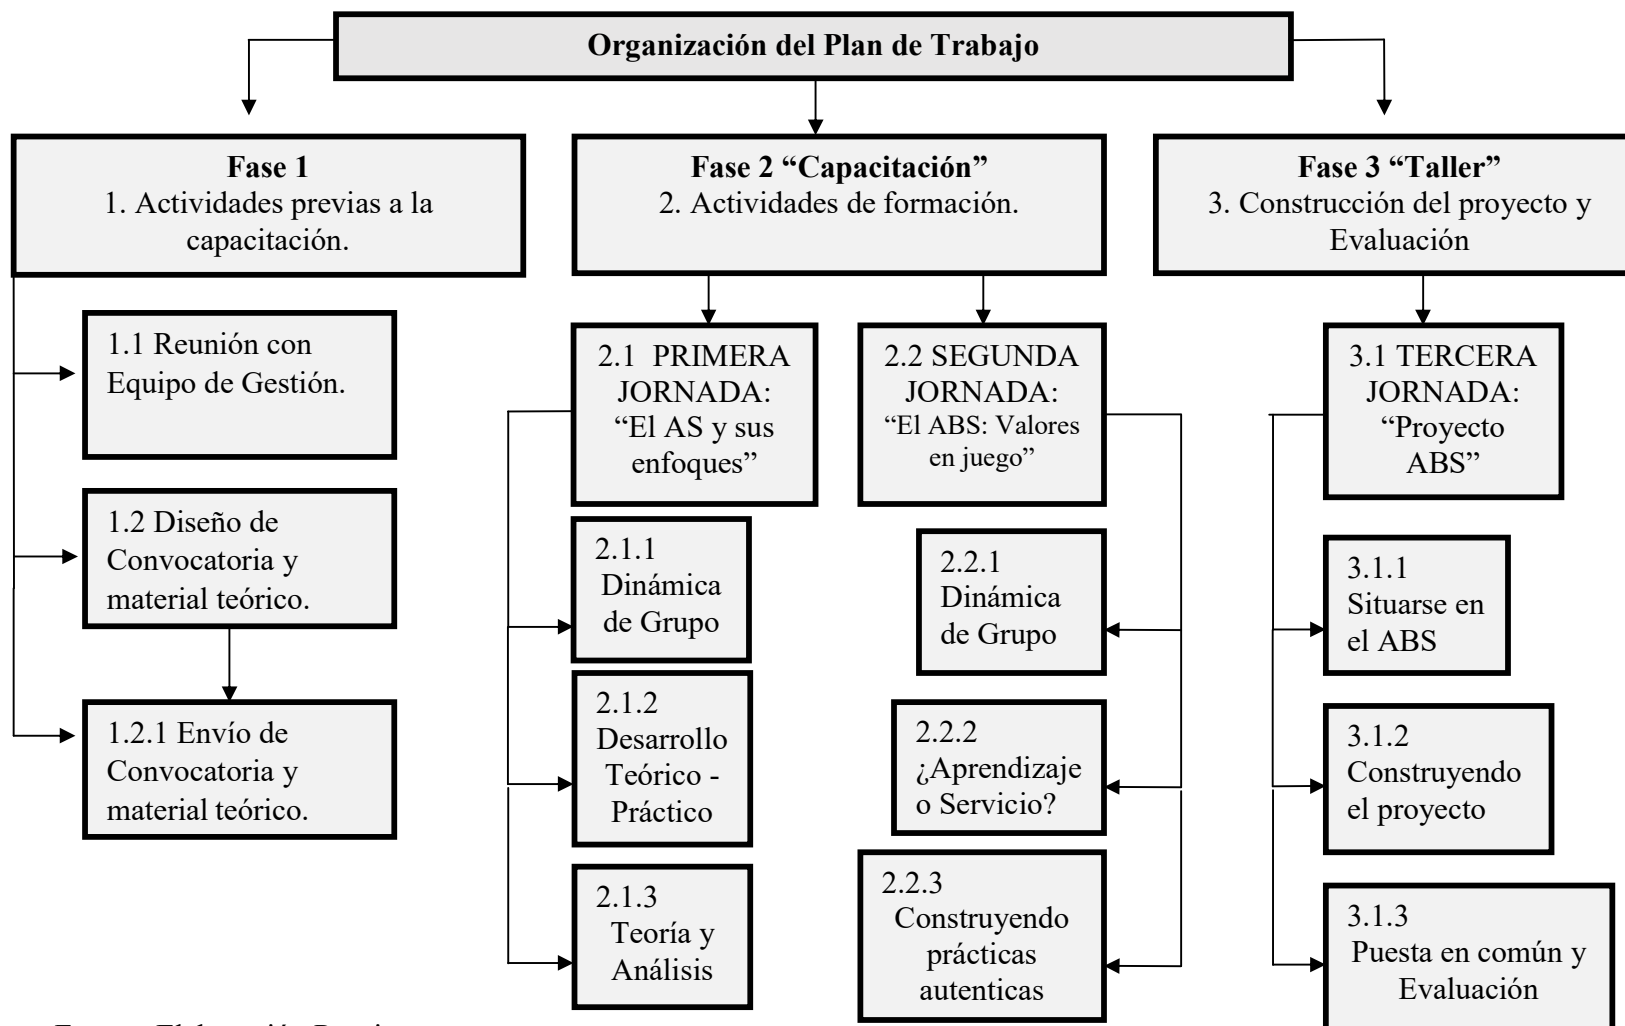 Organización del Plan de Trabajo
Fase 1
1. Actividades previas a la
capacitación.
1.1 Reunión con
Equipo de Gestión.
1.2 Diseño de
Convocatoria y
material teórico.
1.2.1 Envío de
Convocatoria y
material teórico.
Fase 2 “Capacitación”
2. Actividades de formación.
2.1 PRIMERA
JORNADA:
“El AS y sus
enfoques”
2.1.1
Dinámica
de Grupo
2.1.2
Desarrollo
Teórico -
Práctico
2.1.3
Teoría y
Análisis
2.2 SEGUNDA
JORNADA:
“El ABS: Valores
en juego”
2.2.1
Dinámica
de Grupo
2.2.2
¿Aprendizaje
o Servicio?
2.2.3
Construyendo
prácticas
autenticas
Fase 3 “Taller”
3. Construcción del proyecto y
Evaluación
3.1 TERCERA
JORNADA:
“Proyecto
ABS”
3.1.1
Situarse en
el ABS
3.1.2
Construyendo
el proyecto
3.1.3
Puesta en común y
Evaluación